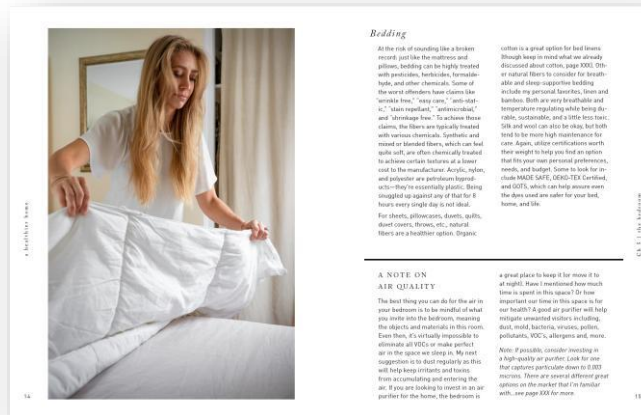 a healthier home
14
Bedding
At the risk of sounding like a broken
record: just like the mattress and
pillows, bedding can be highly treated
with pesticides, herbicides, formalde-
hyde, and other chemicals. Some of
the worst offenders have claims like
"wrinkle free," "easy care," "anti-stat-
ic," "stain repellant," "antimicrobial,"
and "shrinkage free." To achieve those
claims, the fibers are typically treated
with various chemicals. Synthetic and
mixed or blended fibers, which can feel
quite soft, are often chemically treated
to achieve certain textures at a lower
cost to the manufacturer. Acrylic, nylon,
and polyester are petroleum byprod-
ucts—they're essentially plastic. Being
snuggled up against any of that for 8
hours every single day is not ideal.
For sheets, pillowcases, duvets, quilts,
duvet covers, throws, etc., natural
fibers are a healthier option. Organic
cotton is a great option for bed linens
(though keep in mind what we already
discussed about cotton, page XXX). Oth-
er natural fibers to consider for breath-
able and sleep-supportive bedding
include my personal favorites, linen and
bamboo. Both are very breathable and
temperature regulating while being du-
rable, sustainable, and a little less toxic.
Silk and wool can also be okay, but both
tend to be more high maintenance for
care. Again, utilize certifications worth
their weight to help you find an option
that fits your own personal preferences,
needs, and budget. Some to look for in-
clude MADE SAFE, OEKO-TEX Certified,
and GOTS, which can help assure even
the dyes used are safer for your bed,
home, and life.
A NOTE ON
AIR QUALITY
The best thing you can do for the air in
your bedroom is to be mindful of what
you invite into the bedroom, meaning
the objects and materials in this room.
Even then, it's virtually impossible to
eliminate all VOCs or make perfect
air in the space we sleep in. My next
suggestion is to dust regularly as this
will help keep irritants and toxins
from accumulating and entering the
air. If you are looking to invest in an air
purifier for the home, the bedroom is
a great place to keep it (or move it to
at night). Have I mentioned how much
time is spent in this space? Or how
important our time in this space is for
our health? A good air purifier will help
mitigate unwanted visitors including,
dust, mold, bacteria, viruses, pollen,
pollutants, VOC's, allergens and, more.
Note: If possible, consider investing in
a high-quality air purifier. Look for one
that captures particulate down to 0.003
microns. There are several different great
options on the market that I'm familiar
with...see page XXX for more.
Ch 1 | the bedroom
15